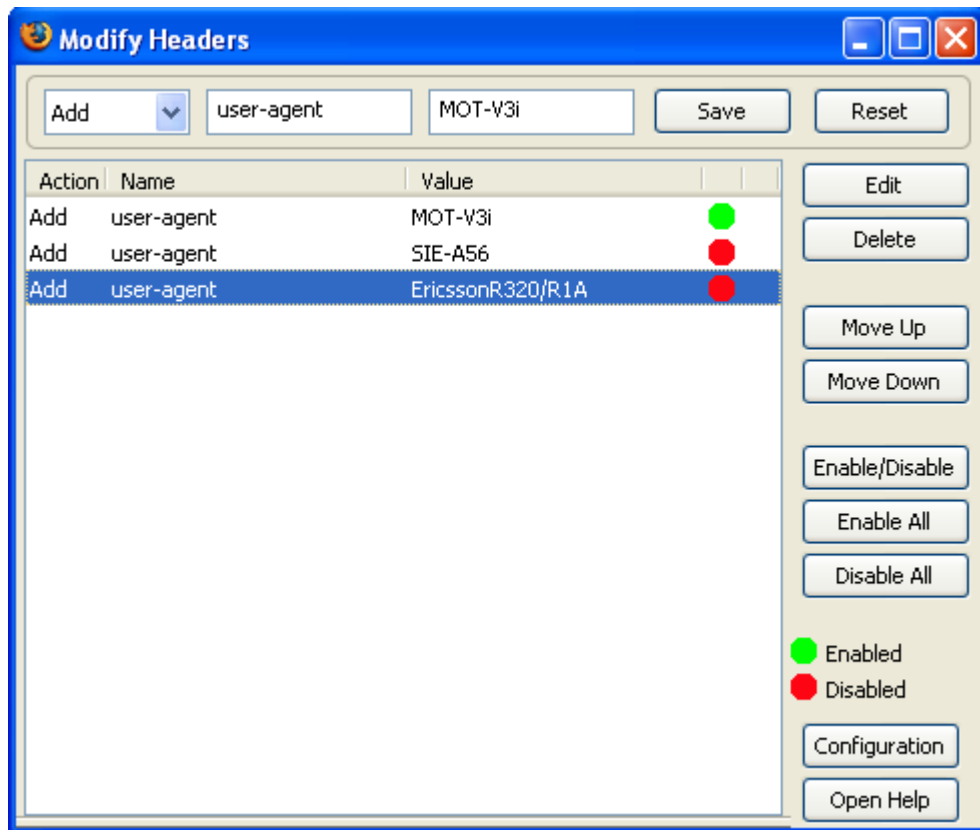 Modify Headers
Add user-agent MOT-V3i Save Reset
Action Name Value
Add user-agent MOT-V3i
Add user-agent SIE-A56
Add user-agent EricssonR320/R1A
Edit
Delete
Move Up
Move Down
Enable/Disable
Enable All
Disable All
Enabled
Disabled
Configuration
Open Help